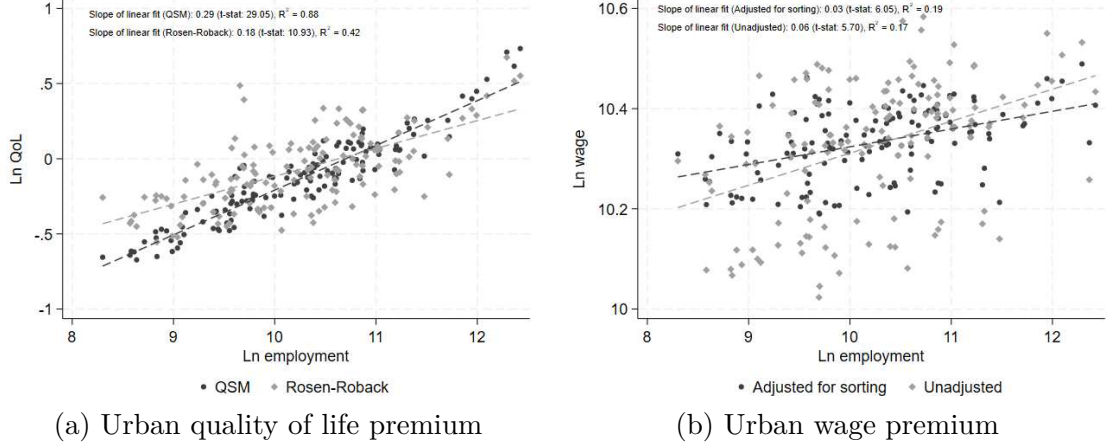 Slope of linear fit (QSM): 0.29 (t-stat: 29.05), R² = 0.88
Slope of linear fit (Rosen-Roback): 0.18 (t-stat: 10.93), R² = 0.42
1
.5
0
-.5
-1
Ln QoL
8 9 10 11 12
Ln employment
QSM Rosen-Roback
(a) Urban quality of life premium
Slope of linear fit (Adjusted for sorting): 0.03 (t-stat: 6.05), R² = 0.19
Slope of linear fit (Unadjusted): 0.06 (t-stat: 5.70), R² = 0.17
10.6
10.4
10.2
10
Ln wage
8 9 10 11 12
Ln employment
Adjusted for sorting Unadjusted
(b) Urban wage premium